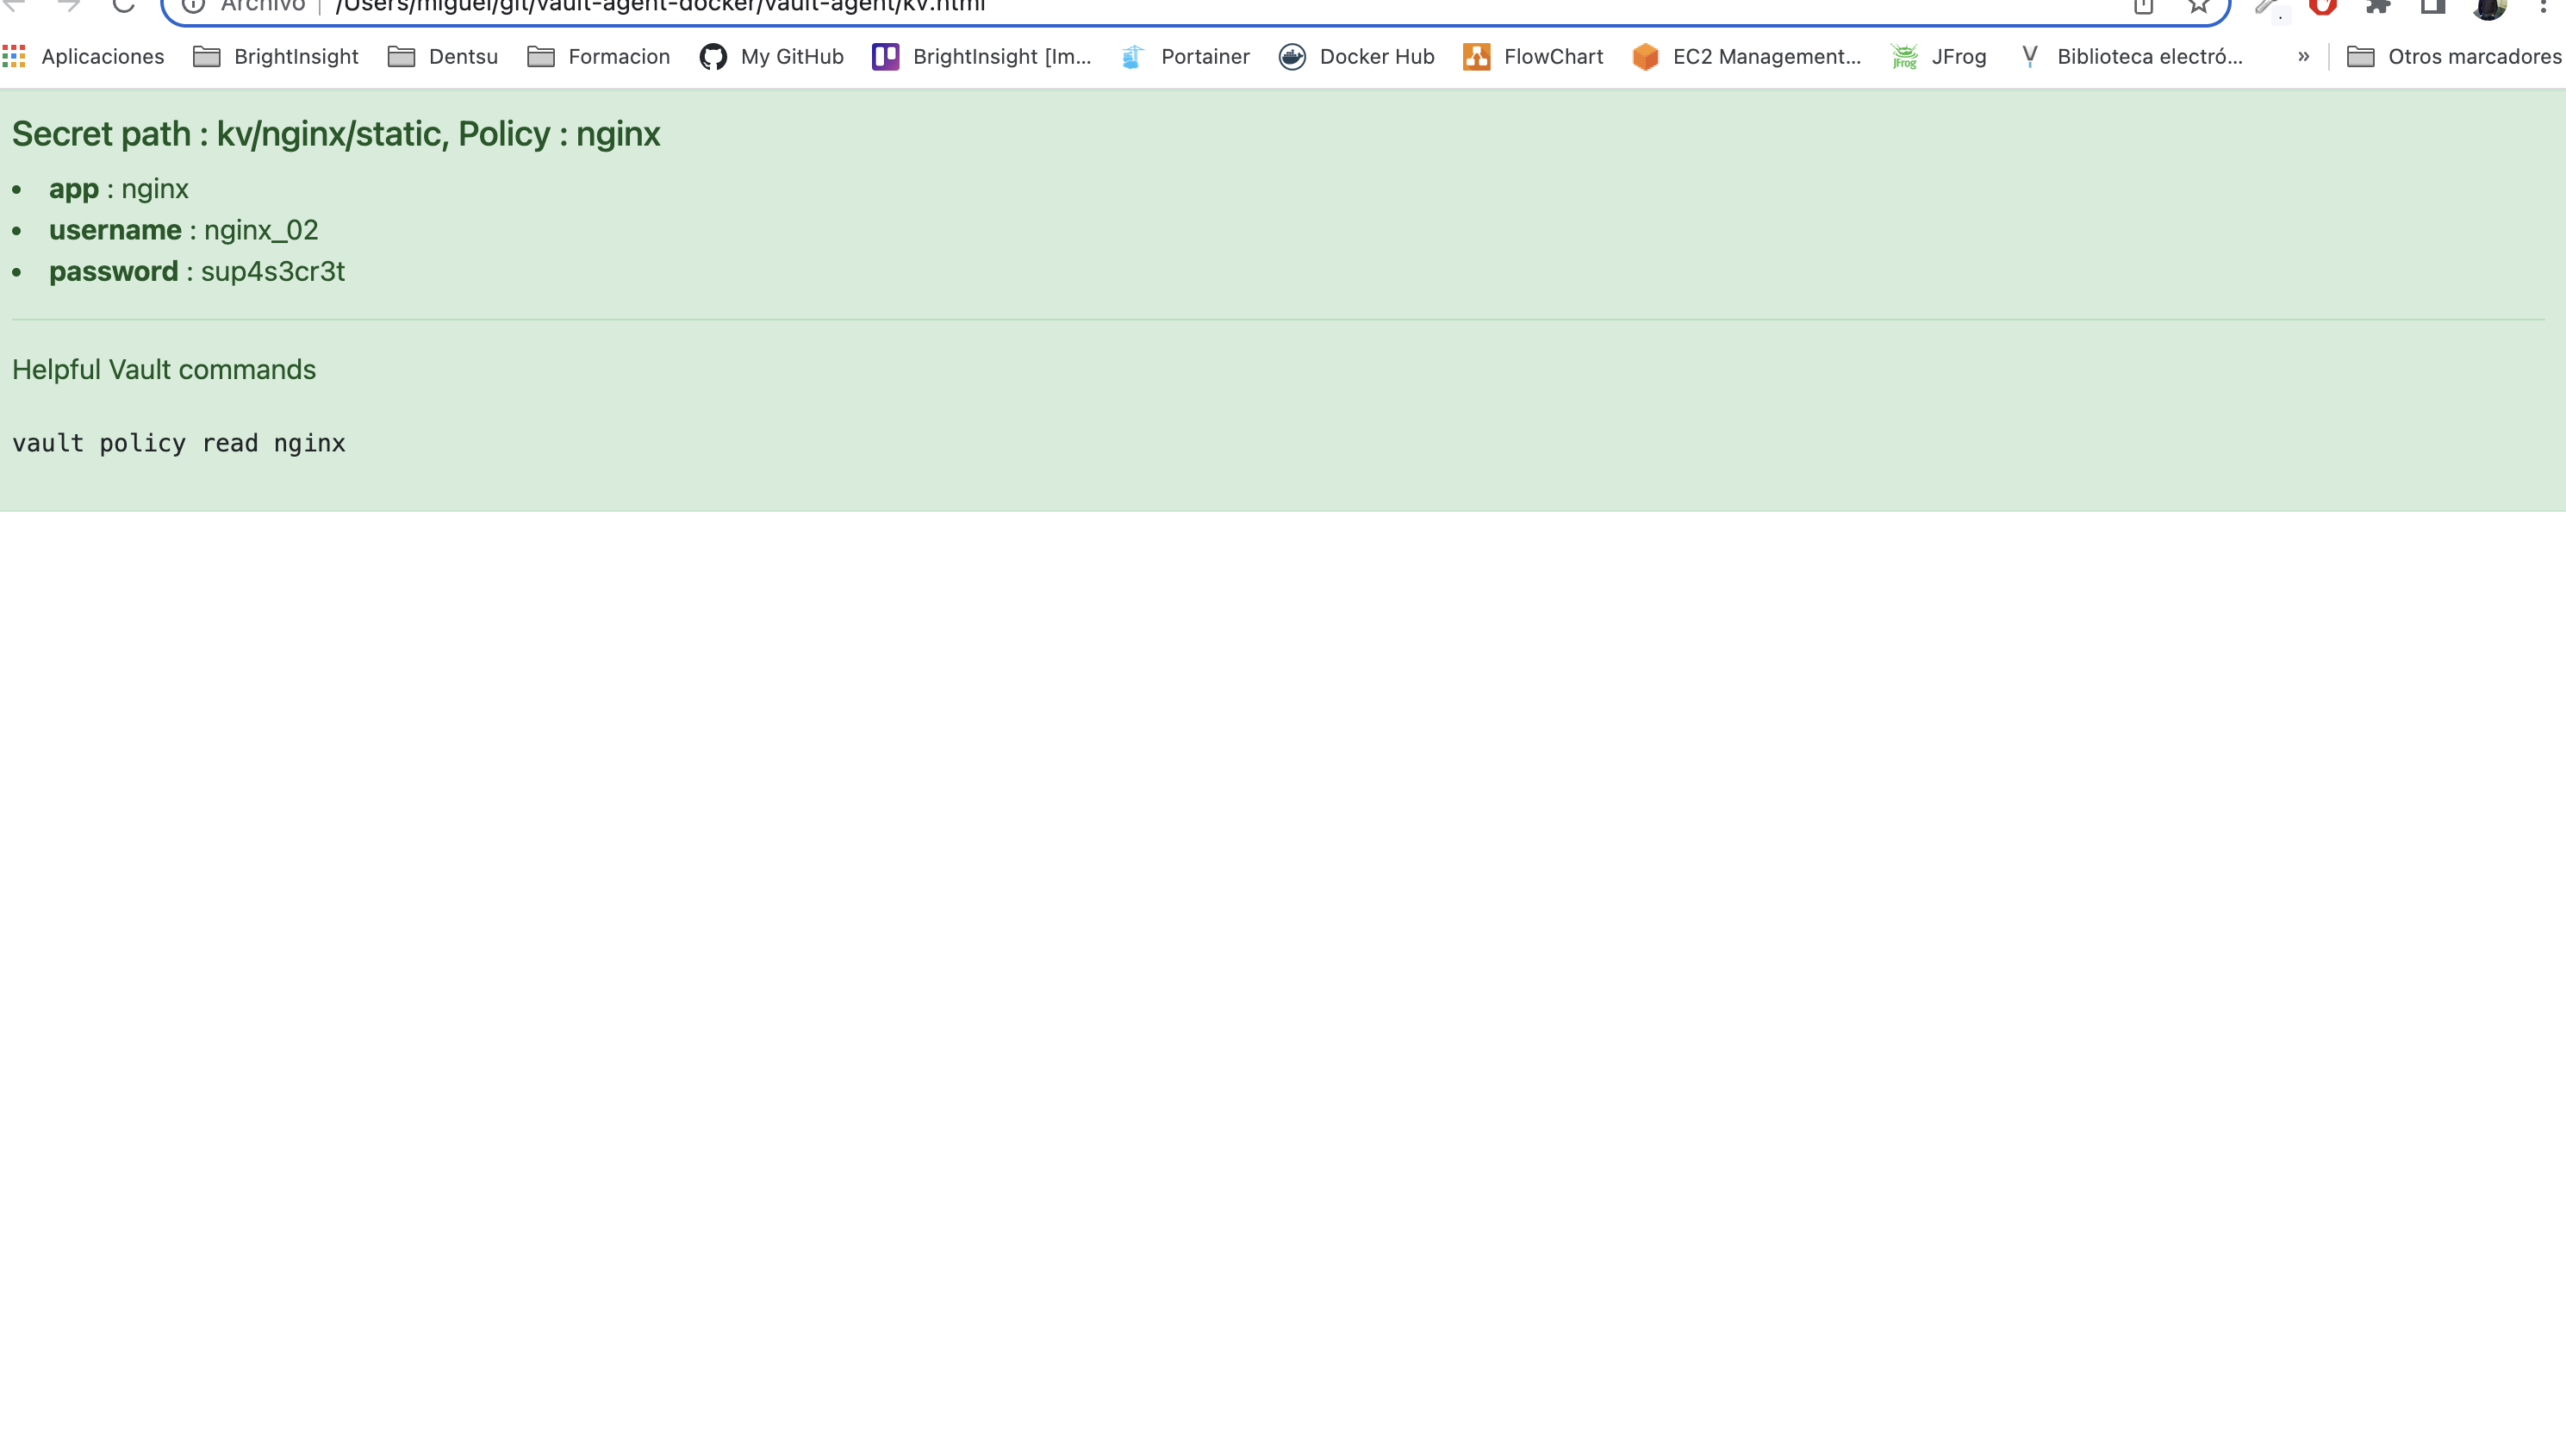 Archivo | /Users/miguel/git/vault-agent-docker/vault-agent/kv.html
Aplicaciones BrightInsight Dentsu Formacion My GitHub BrightInsight [Im... Portainer Docker Hub FlowChart EC2 Management... JFrog Biblioteca electró... » Otros marcadores
Secret path : kv/nginx/static, Policy : nginx
• app : nginx
• username : nginx_02
• password : sup4s3cr3t
Helpful Vault commands
vault policy read nginx